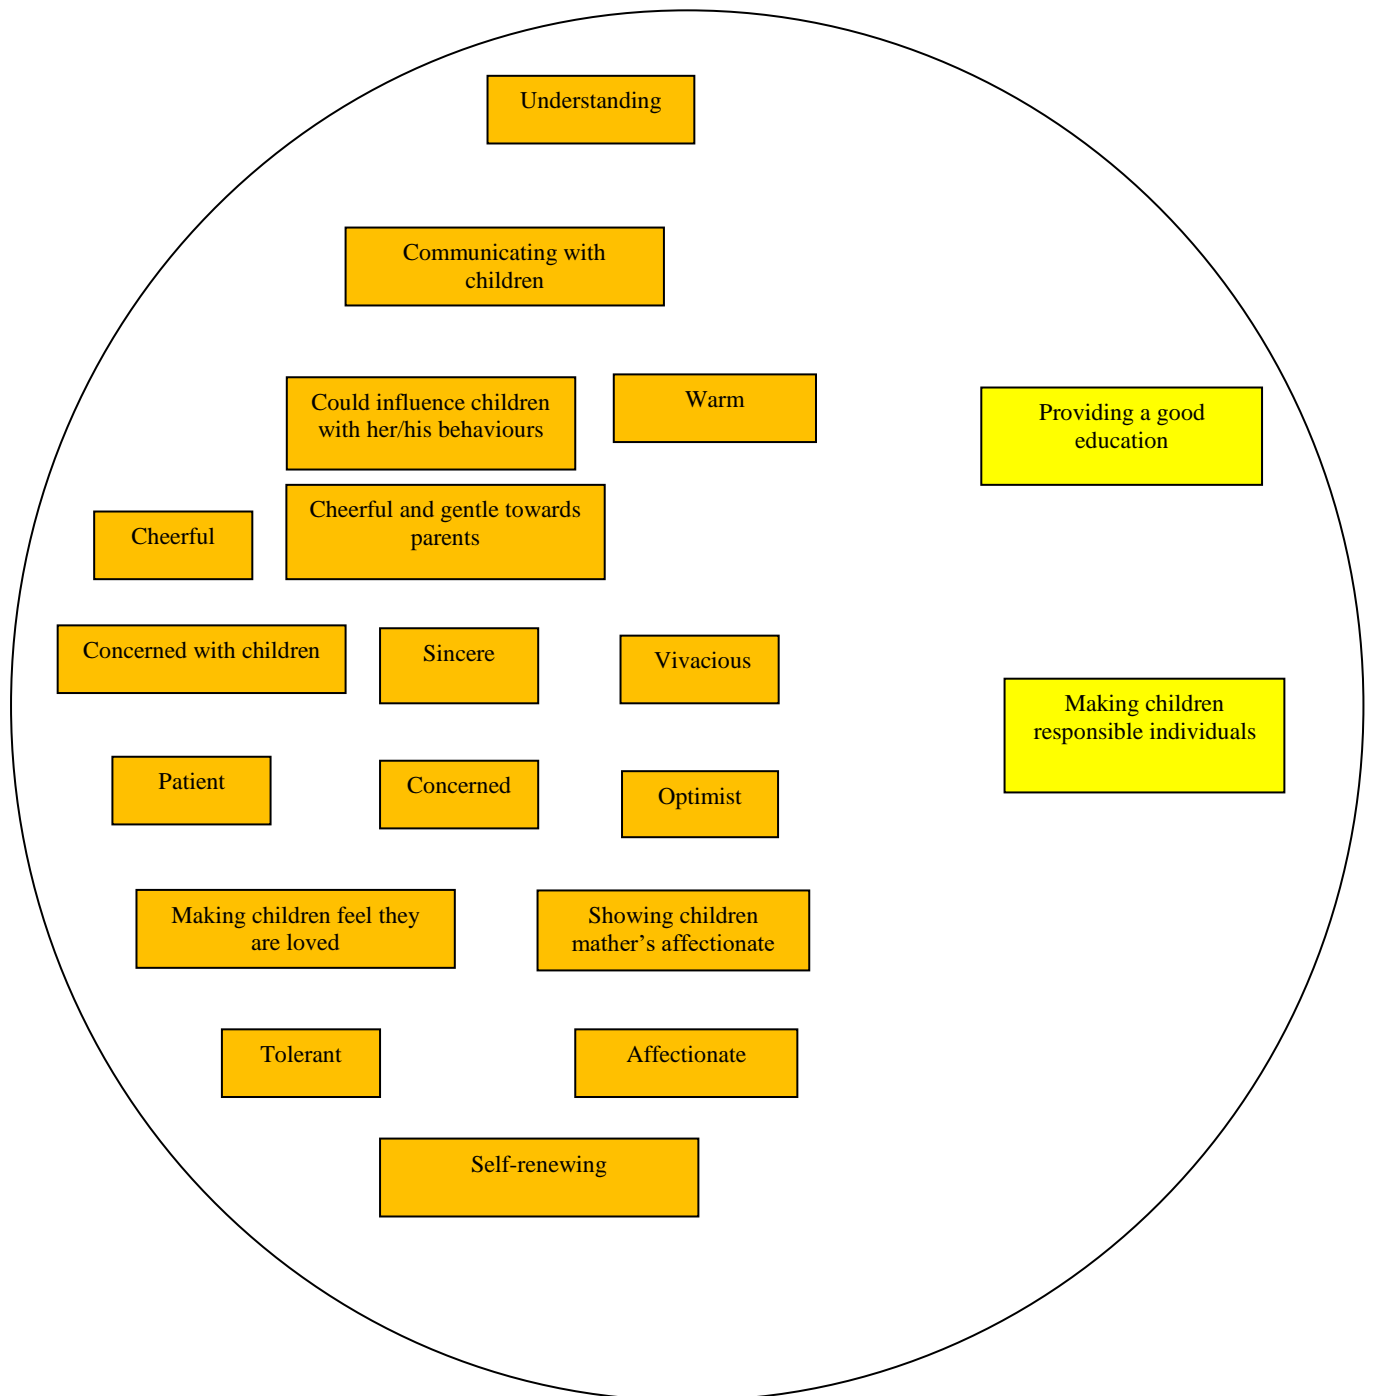 Understanding
Communicating with
children
Could influence children
with her/his behaviours
Warm
Providing a good
education
Cheerful
Cheerful and gentle towards
parents
Concerned with children
Sincere
Vivacious
Making children
responsible individuals
Patient
Concerned
Optimist
Making children feel they
are loved
Showing children
mather’s affectionate
Tolerant
Affectionate
Self-renewing